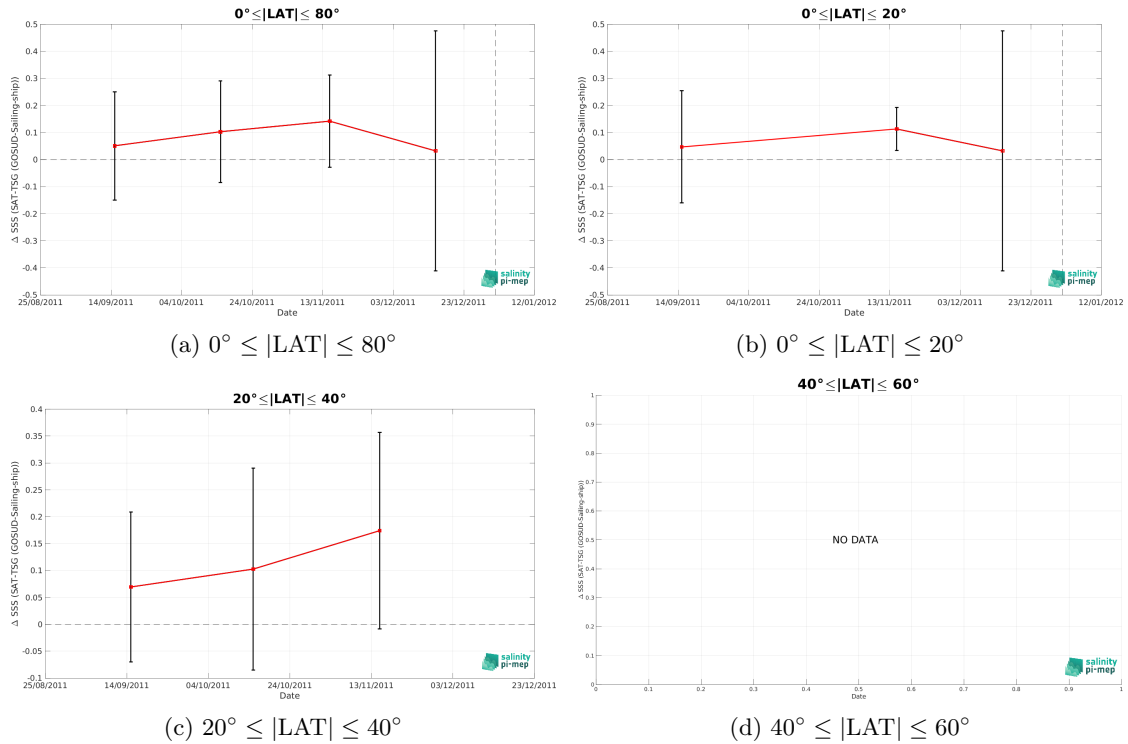 0°≤|LAT|≤ 80°
Δ SSS (SAT-TSG (GOSUD-Sailing-ship))
0.5
0.4
0.3
0.2
0.1
0
-0.1
-0.2
-0.3
-0.4
-0.5
salinity
pi-mep
25/08/2011 14/09/2011 04/10/2011 24/10/2011 13/11/2011 03/12/2011 23/12/2011 12/01/2012
Date
(a) 0° ≤ |LAT| ≤ 80°
0°≤|LAT|≤ 20°
Δ SSS (SAT-TSG (GOSUD-Sailing-ship))
0.5
0.4
0.3
0.2
0.1
0
-0.1
-0.2
-0.3
-0.4
-0.5
salinity
pi-mep
25/08/2011 14/09/2011 04/10/2011 24/10/2011 13/11/2011 03/12/2011 23/12/2011 12/01/2012
Date
(b) 0° ≤ |LAT| ≤ 20°
20°≤|LAT|≤ 40°
Δ SSS (SAT-TSG (GOSUD-Sailing-ship))
0.4
0.35
0.3
0.25
0.2
0.15
0.1
0.05
0
-0.05
-0.1
salinity
pi-mep
25/08/2011 14/09/2011 04/10/2011 24/10/2011 13/11/2011 03/12/2011 23/12/2011
Date
(c) 20° ≤ |LAT| ≤ 40°
40°≤|LAT|≤ 60°
Δ SSS (SAT-TSG (GOSUD-Sailing-ship))
1
0.9
0.8
0.7
0.6
0.5
0.4
0.3
0.2
0.1
0
NO DATA
salinity
pi-mep
0 0.1 0.2 0.3 0.4 0.5 0.6 0.7 0.8 0.9 1
Date
(d) 40° ≤ |LAT| ≤ 60°